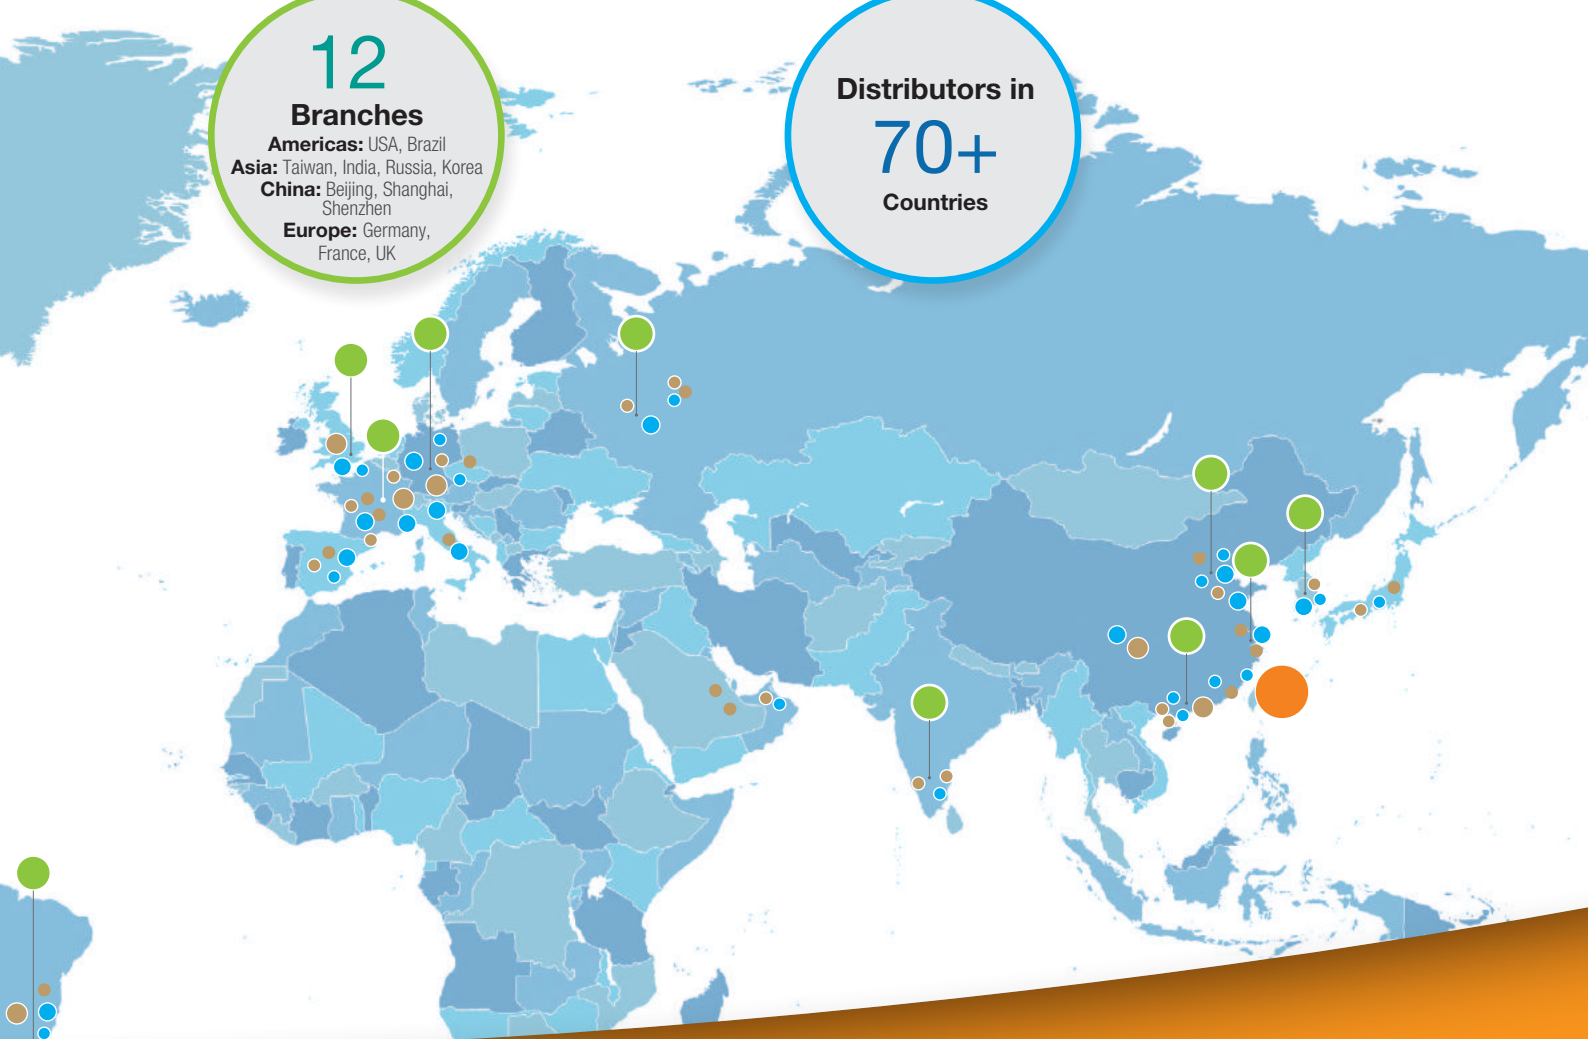 12
Branches
Americas: USA, Brazil
Asia: Taiwan, India, Russia, Korea
China: Beijing, Shanghai,
Shenzhen
Europe: Germany,
France, UK
Distributors in
70+
Countries